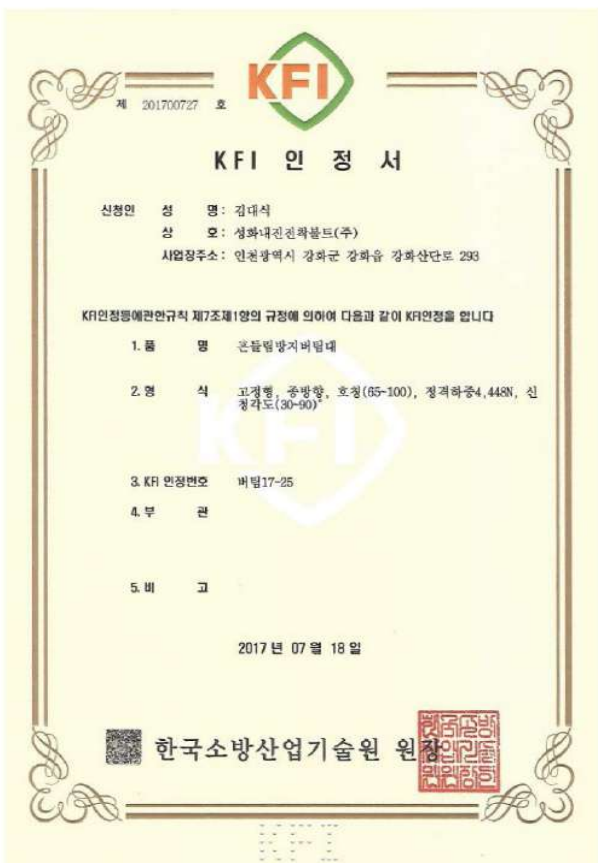 KFI
제 201700727 호
KFI 인 정 서
신청인 성 명 : 김대식
상 호 : 성화내진전착볼트(주)
사업장주소 : 인천광역시 강화군 강화읍 강화산단로 293
KFI인정등에관한규칙 제7조제1항의 규정에 의하여 다음과 같이 KFI인정을 합니다
1. 품 명 흔들림방지버팀대
2. 형 식 고정형, 종방향, 호칭(65-100), 정격하중4,448N, 신
청각도(30-90)°
KFI
3. KFI 인정번호 버팀17-25
4. 부 관
5. 비 고
2017 년 07 월 18 일
한국소방산업기술원 원장
KFI